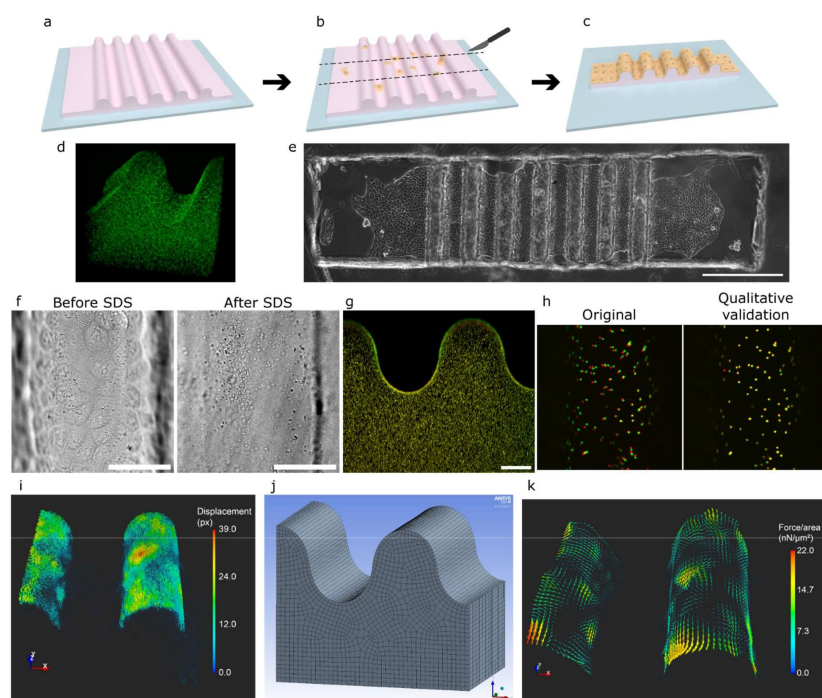 a
b
c
d
e
f
Before SDS
After SDS
g
h
Original
Qualitative
validation
i
Displacement
(px)
39.0
24.0
12.0
0.0
y
z
x
j
ANSYS
k
Force/area
(nN/µm²)
22.0
14.7
7.3
0.0
z
x